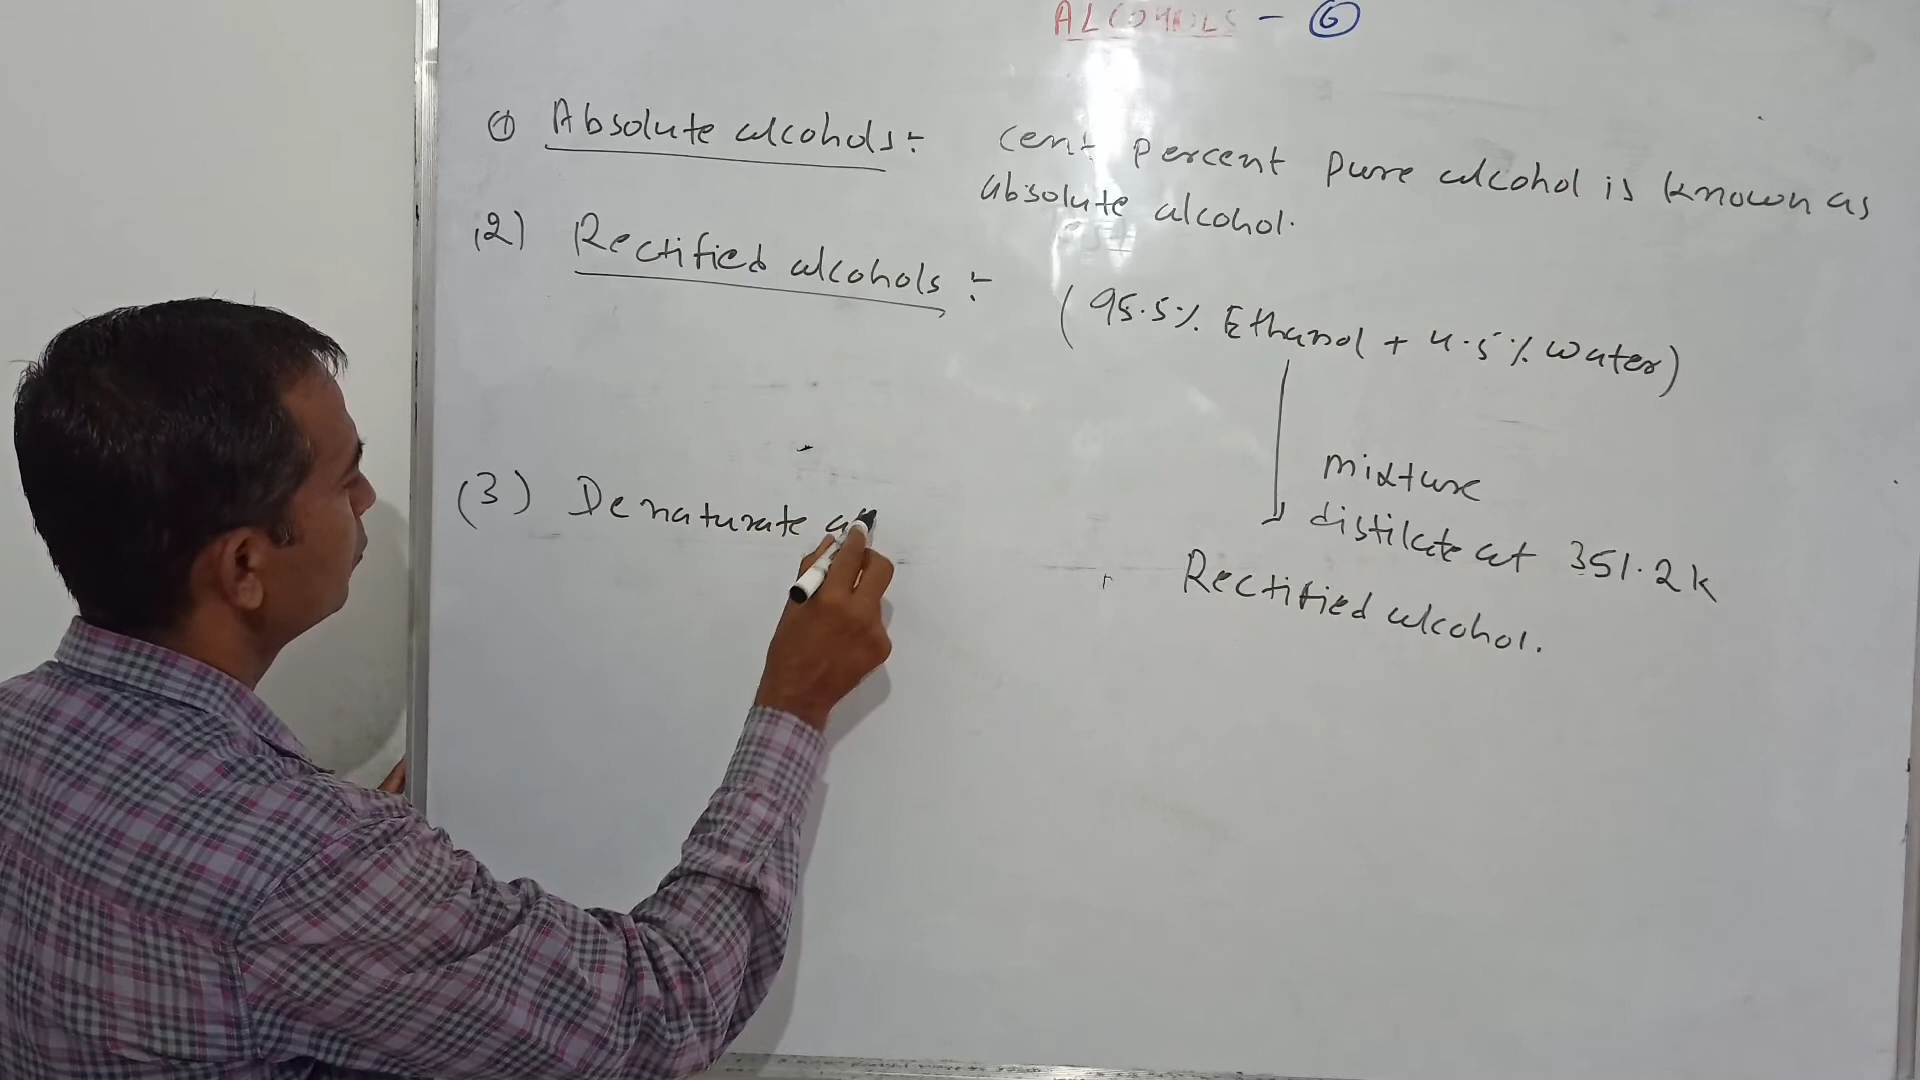 ALCOHOLS - 6
① Absolute alcohols :- cent percent pure alcohol is known as
absolute alcohol.
(2) Rectified alcohols :-
(95.5% Ethanol + 4.5% water)
mixture
distilate at 351.2K
Rectified alcohol.
(3) Denaturate